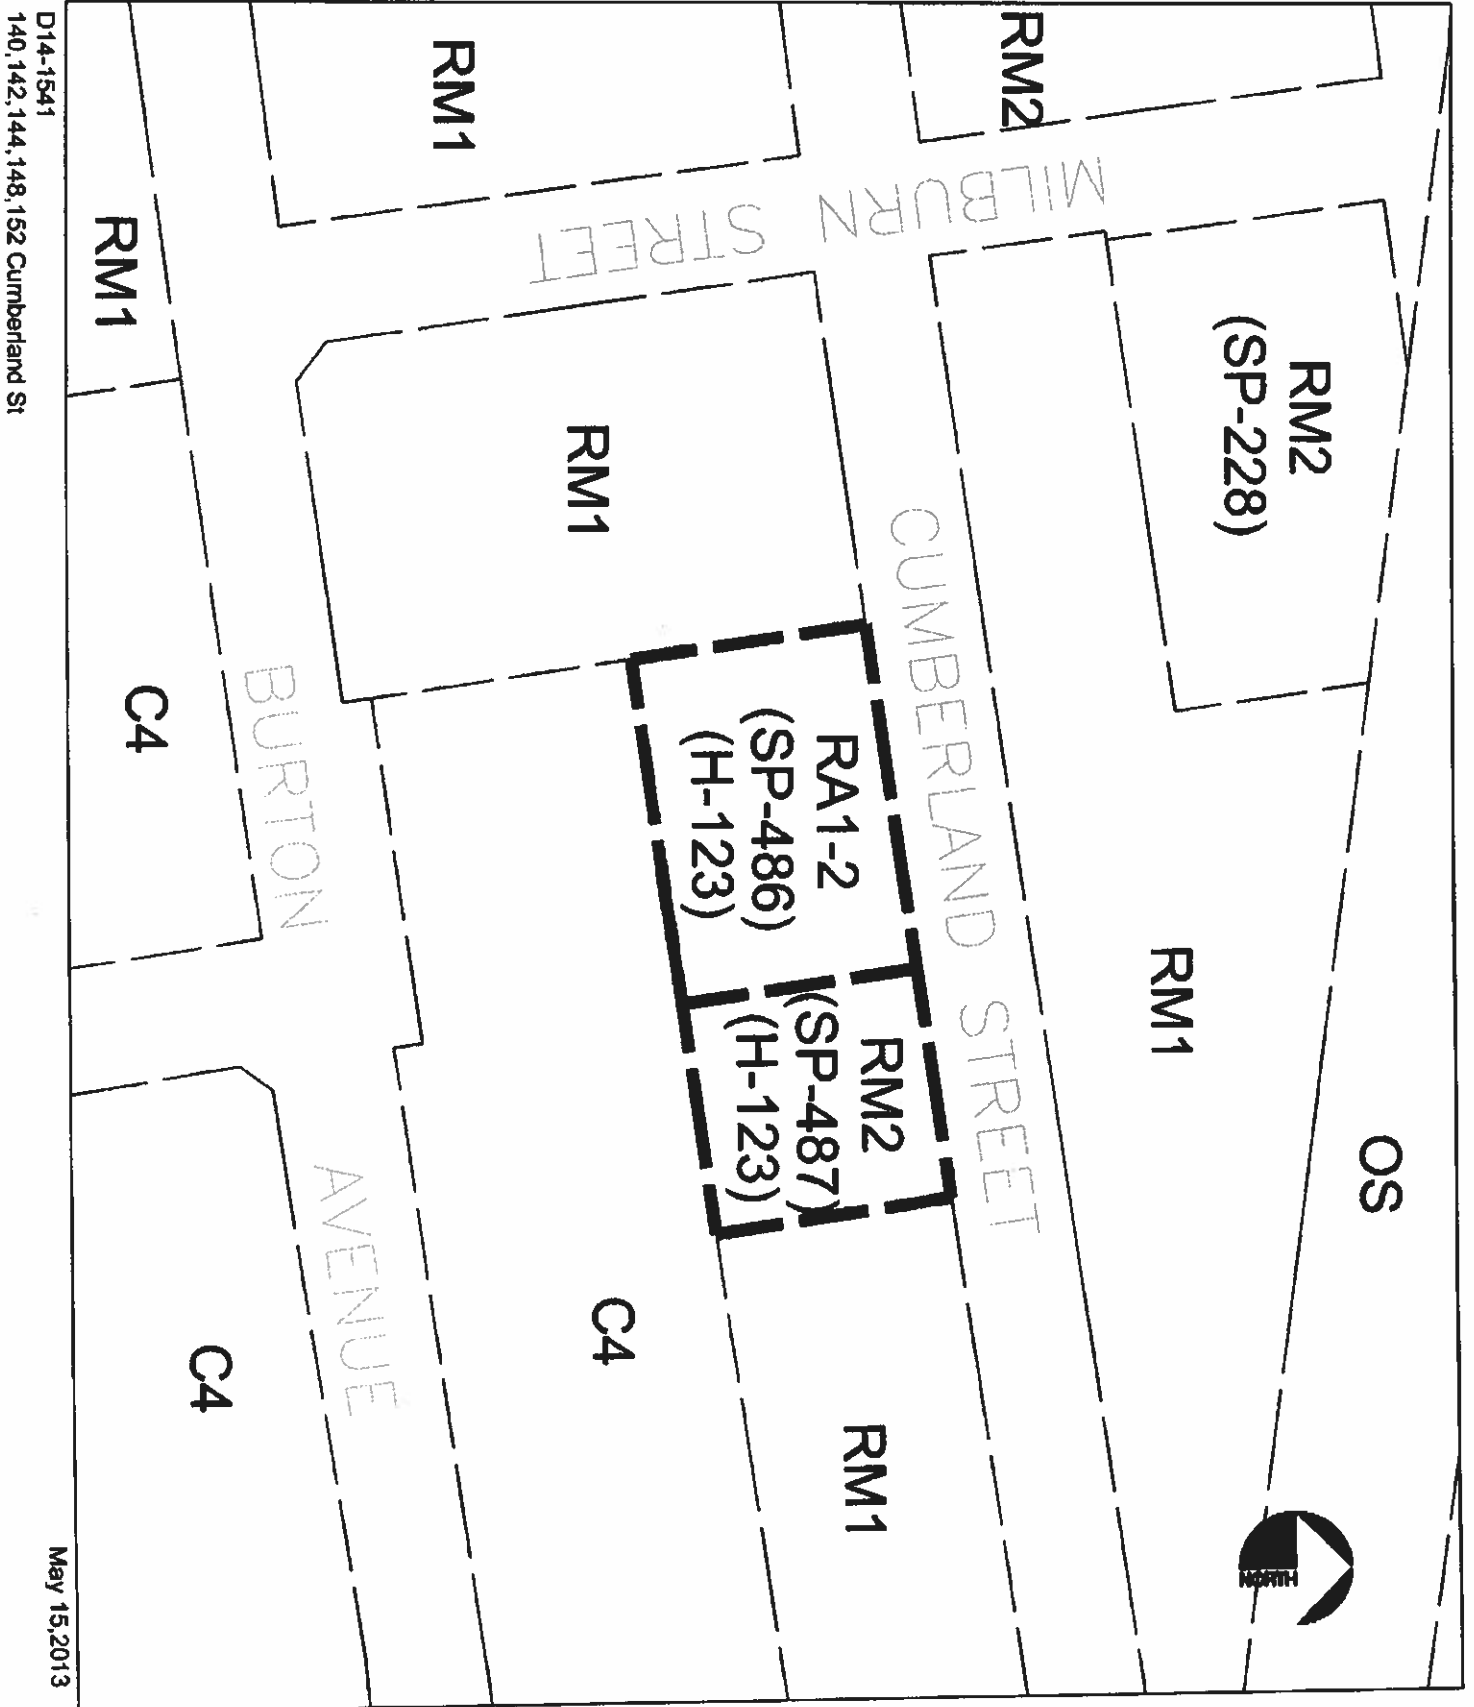 OS
NORTH
RM2
(SP-228)
RM1
RM2
MILBURN STREET
CUMBERLAND STREET
RM1
RM1
RA1-2
(SP-486)
(H-123)
RM2
(SP-487)
(H-123)
RM1
C4
BURTON AVENUE
RM1
C4
C4
D14-1541
140,142,144,148,152 Cumberland St
May 15,2013